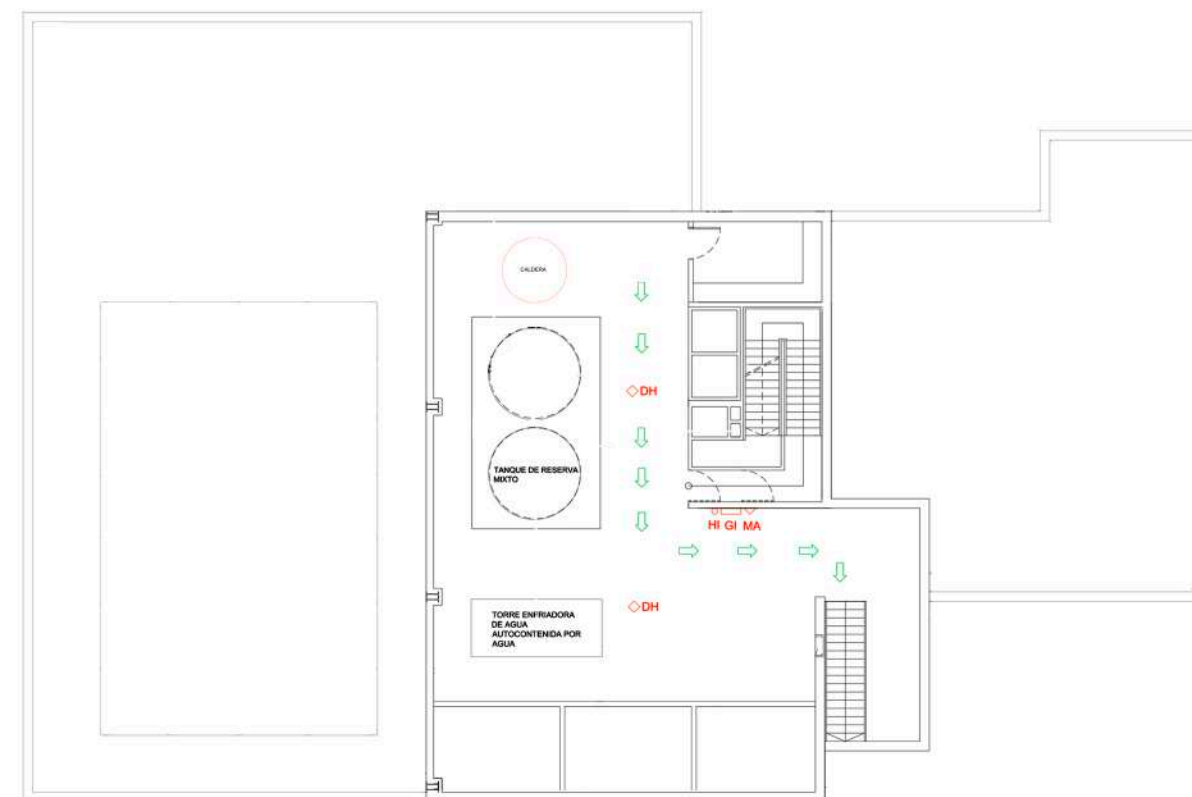 CALDERA
DH
TANQUE DE RESERVA
MIXTO
HI GI MA
DH
TORRE ENFRIADORA
DE AGUA
AUTOCONTENIDA POR
AGUA